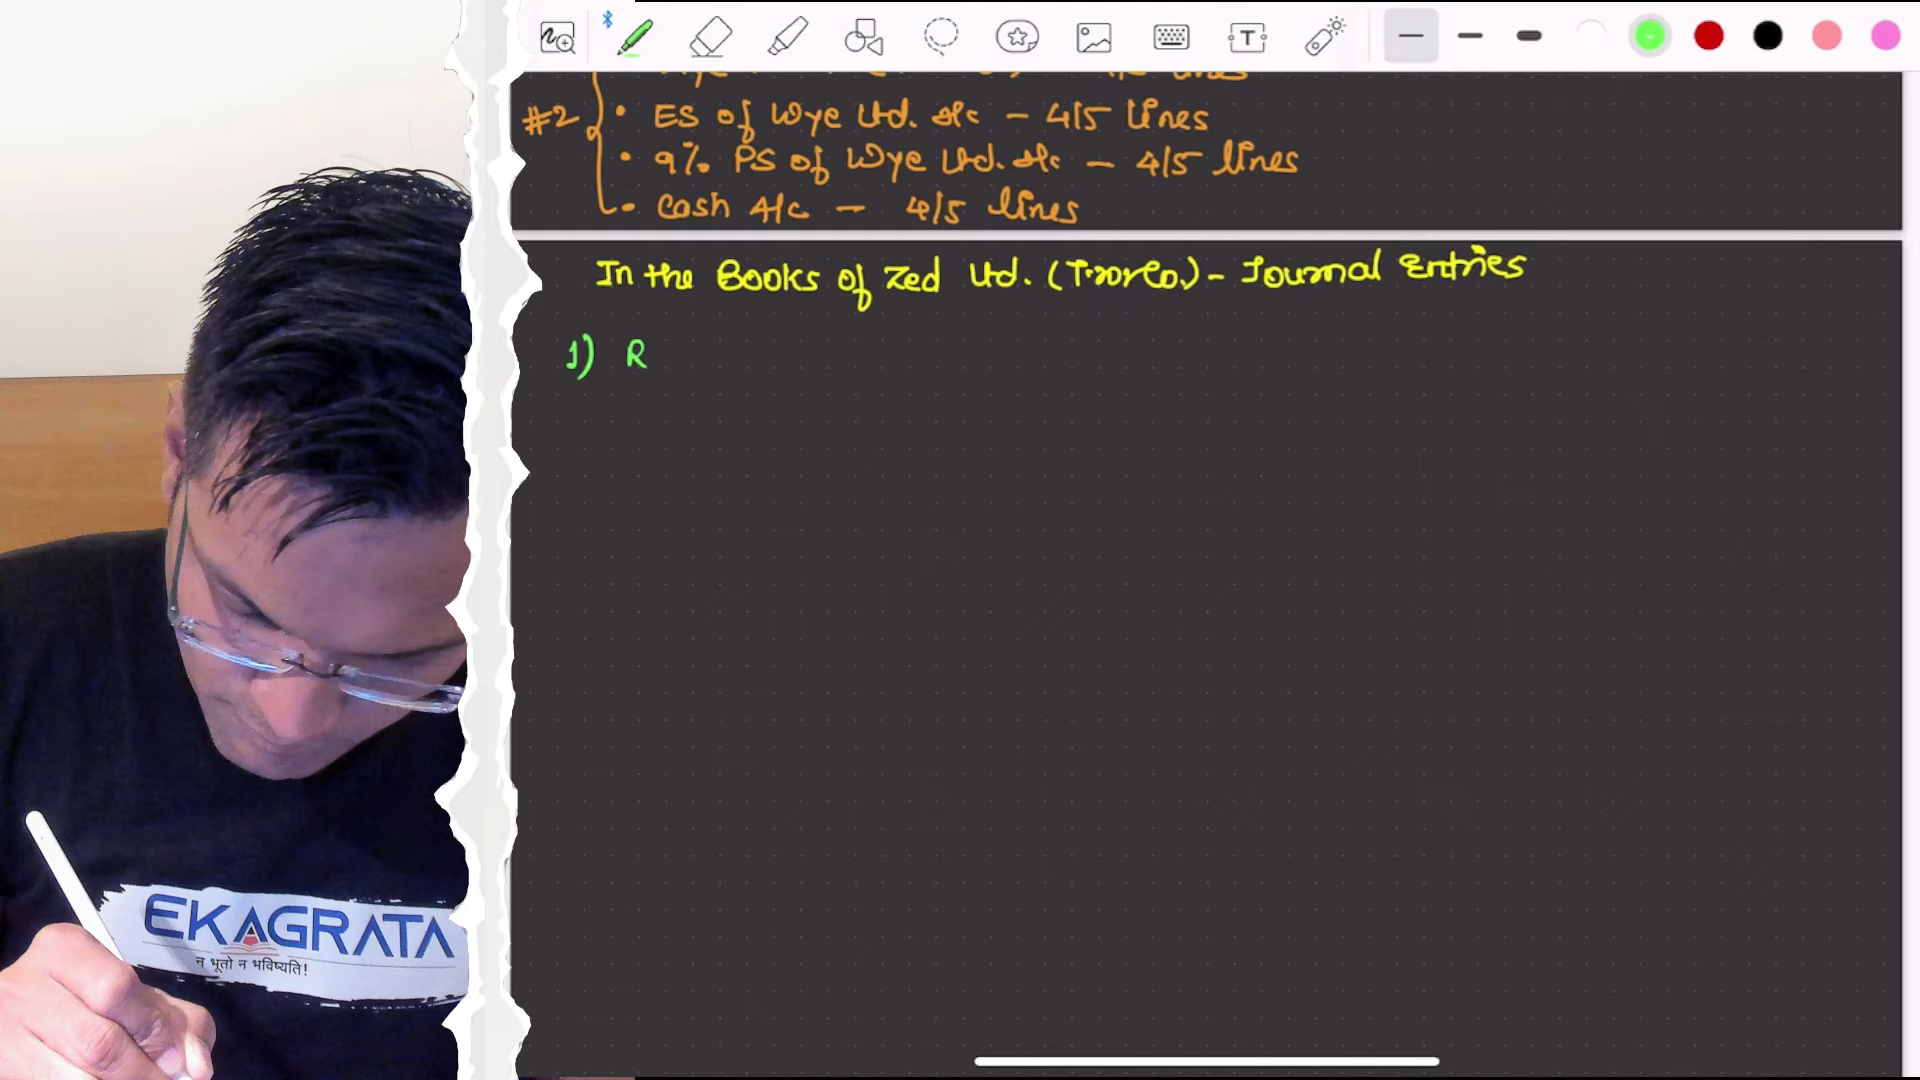 #2 • ES of Wye Ltd. A/c – 4/5 lines
• 9% PS of Wye Ltd. A/c – 4/5 lines
• Cash A/c – 4/5 lines
In the Books of Zed Ltd. (Tror Co.) – Journal Entries
1) R
EKAGRATA
न भूतो न भविष्यति!
T